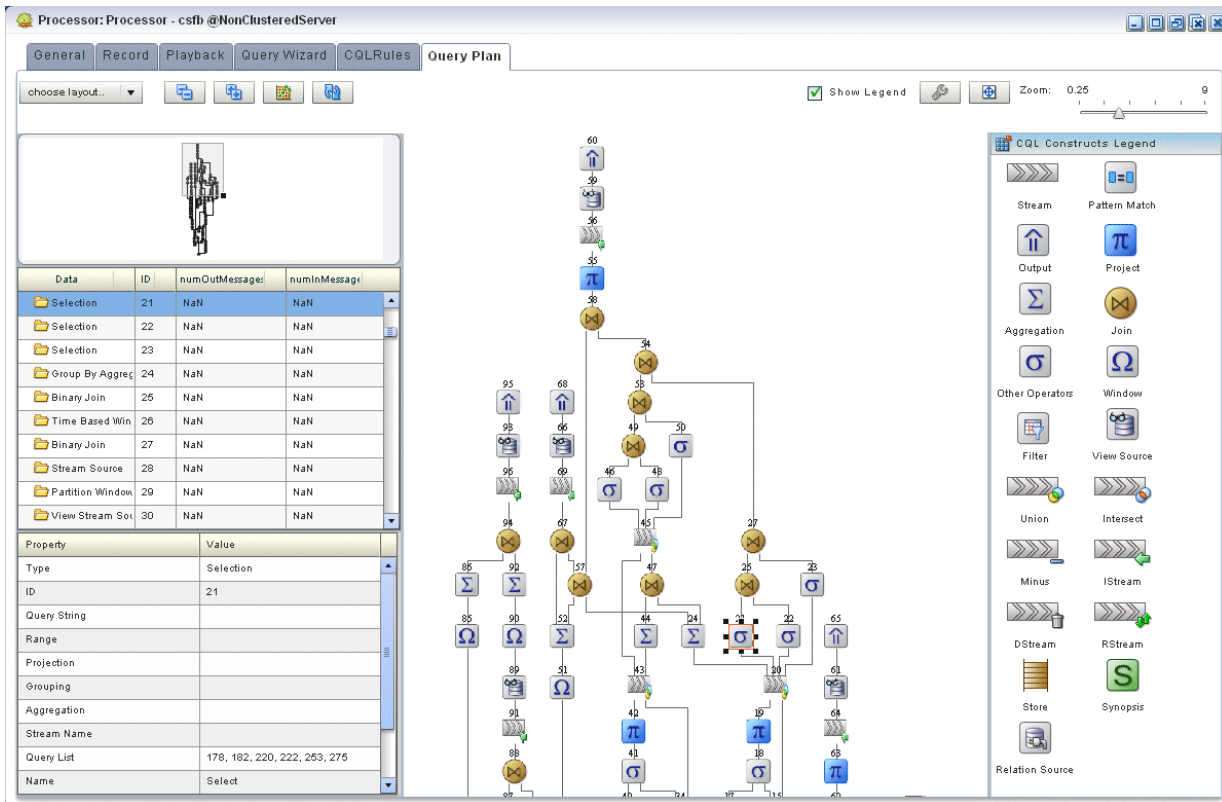 Processor: Processor - csfb @NonClusteredServer
General Record Playback Query Wizard CQLRules Query Plan
choose layout..
Show Legend
Zoom: 0.25 9
Data ID numOutMessage numInMessage
Selection 21 NaN NaN
Selection 22 NaN NaN
Selection 23 NaN NaN
Group By Aggreg 24 NaN NaN
Binary Join 25 NaN NaN
Time Based Win 26 NaN NaN
Binary Join 27 NaN NaN
Stream Source 28 NaN NaN
Partition Window 29 NaN NaN
View Stream Sou 30 NaN NaN
Property Value
Type Selection
ID 21
Query String
Range
Projection
Grouping
Aggregation
Stream Name
Query List 178, 182, 220, 222, 253, 275
Name Select
60
59
56
55
π
58
54
95 68 53
93 66 49 50
σ
96 69 46 48
σ σ
45
94 67 27
86 92 57 47 25 23
Σ Σ σ
85 90 52 44 24 22 65
Ω Ω Σ Σ Σ σ σ
89 51 43 20 61
Ω
91 42 19 64
π π
88 41 18 63
σ σ π
CQL Constructs Legend
Stream Pattern Match
π
Output Project
Σ
Aggregation Join
σ Ω
Other Operators Window
Filter View Source
Union Intersect
Minus IStream
DStream RStream
S
Store Synopsis
Relation Source